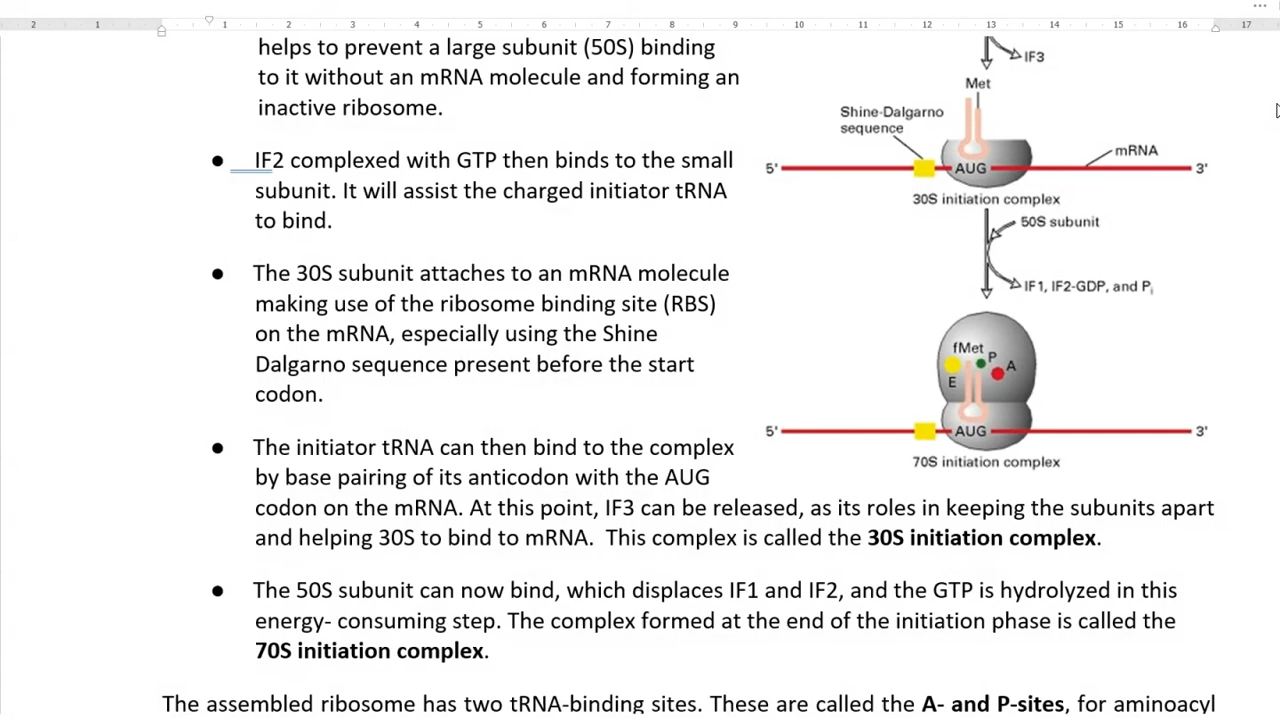 2 1 1 2 3 4 5 6 7 8 9 10 11 12 13 14 15 16 17
helps to prevent a large subunit (50S) binding
to it without an mRNA molecule and forming an
inactive ribosome.
● IF2 complexed with GTP then binds to the small
subunit. It will assist the charged initiator tRNA
to bind.
● The 30S subunit attaches to an mRNA molecule
making use of the ribosome binding site (RBS)
on the mRNA, especially using the Shine
Dalgarno sequence present before the start
codon.
● The initiator tRNA can then bind to the complex
by base pairing of its anticodon with the AUG
codon on the mRNA. At this point, IF3 can be released, as its roles in keeping the subunits apart
and helping 30S to bind to mRNA. This complex is called the 30S initiation complex.
● The 50S subunit can now bind, which displaces IF1 and IF2, and the GTP is hydrolyzed in this
energy- consuming step. The complex formed at the end of the initiation phase is called the
70S initiation complex.
The assembled ribosome has two tRNA-binding sites. These are called the A- and P-sites, for aminoacyl
IF3
Met
Shine-Dalgarno
sequence
mRNA
5' AUG 3'
30S initiation complex
50S subunit
IF1, IF2-GDP, and Pi
fMet P A
E
5' AUG 3'
70S initiation complex